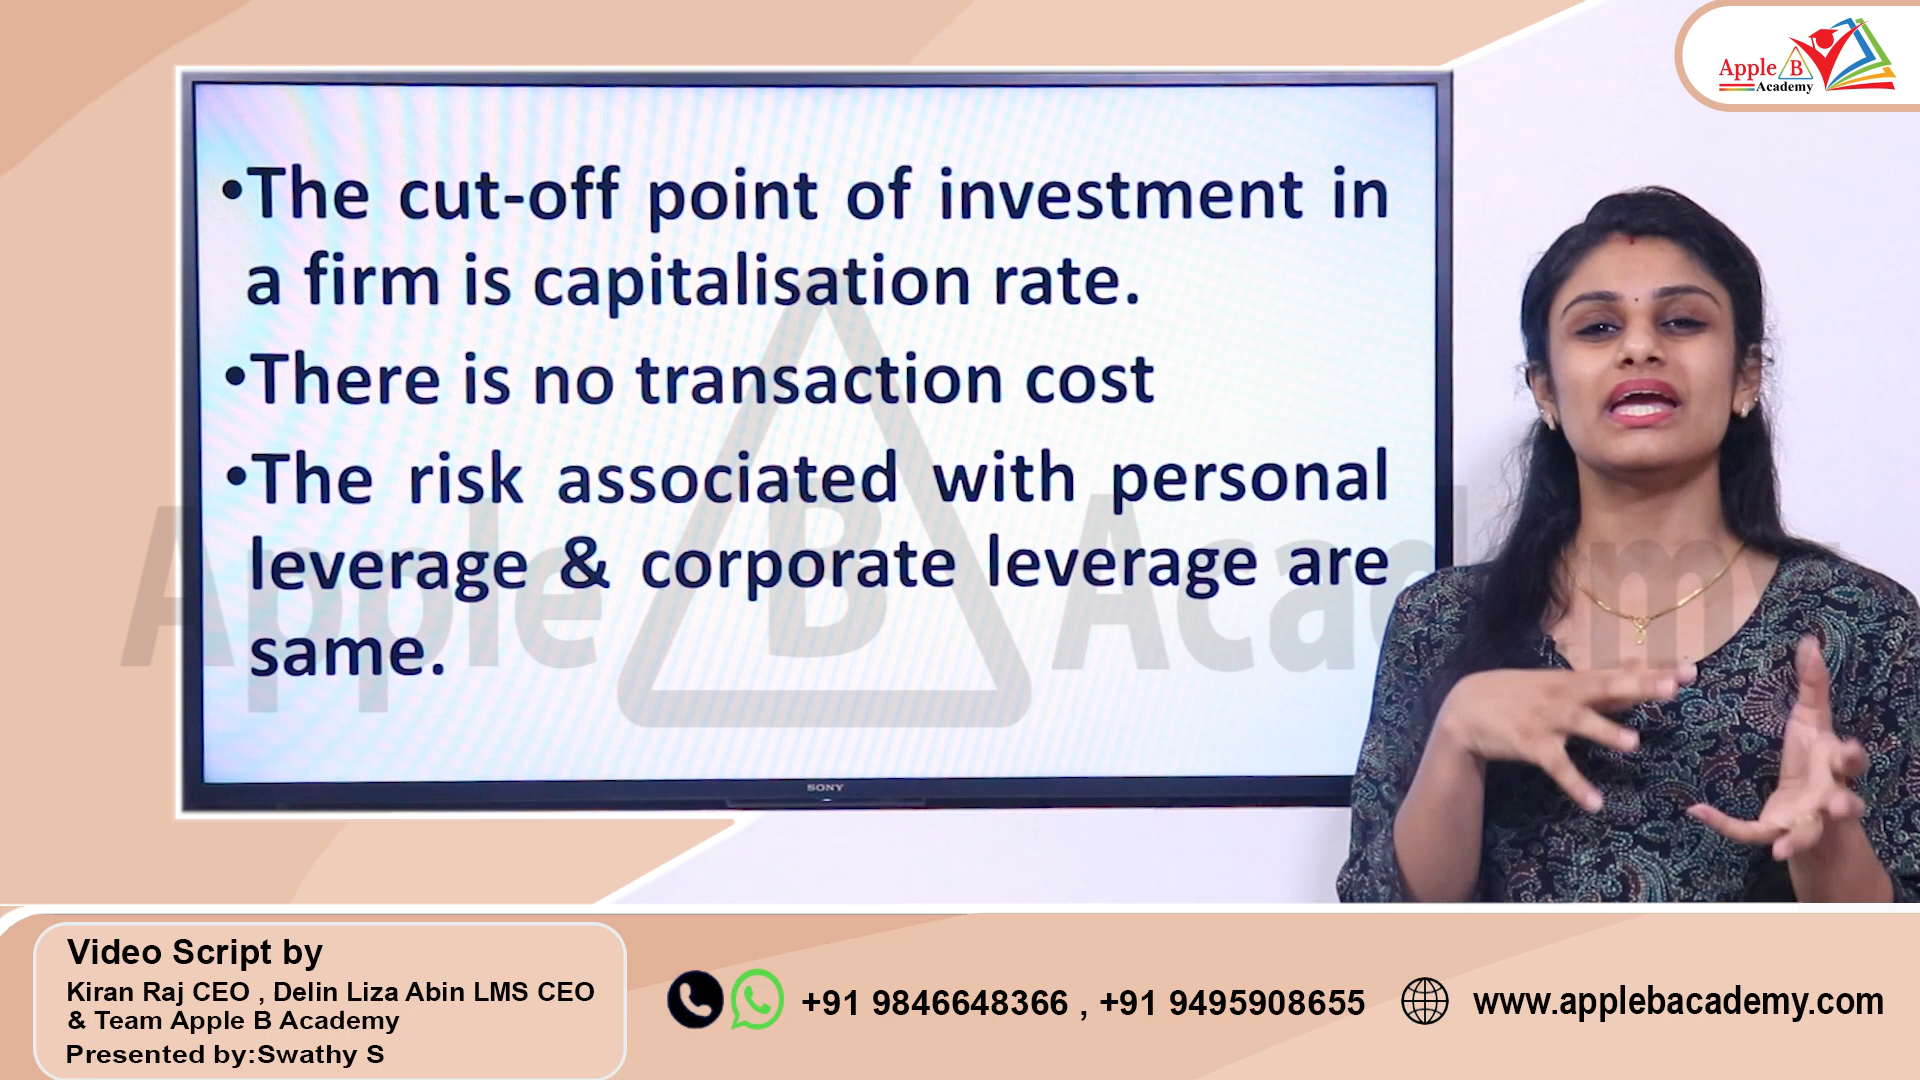 Apple B
Academy
•The cut-off point of investment in
a firm is capitalisation rate.
•There is no transaction cost
•The risk associated with personal
leverage & corporate leverage are
same.
Apple B Academy
SONY
Video Script by
Kiran Raj CEO , Delin Liza Abin LMS CEO
& Team Apple B Academy
Presented by:Swathy S
+91 9846648366 , +91 9495908655
www.applebacademy.com